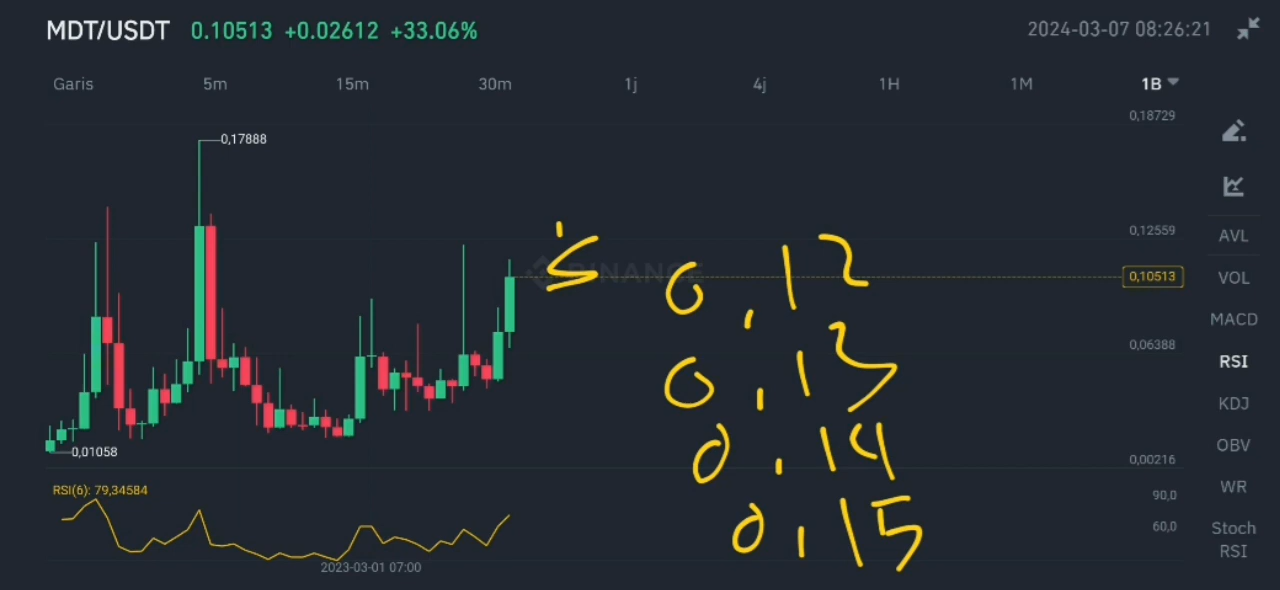 MDT/USDT 0.10513 +0.02612 +33.06% 2024-03-07 08:26:21
Garis 5m 15m 30m 1j 4j 1H 1M 1B
0,18729
0,17888
0,12559
AVL
0,12
BINANCE
0,10513
VOL
MACD
0,06388
RSI
0,13
KDJ
0,01058
0,14
OBV
0,00216
RSI(6): 79,34584
90,0
WR
60,0
0,15
Stoch
RSI
2023-03-01 07:00